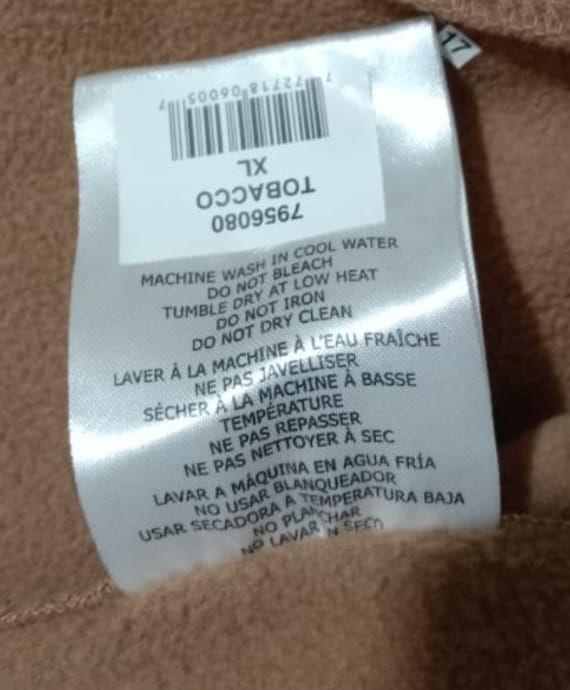 17
7956080
TOBACCO
XL
7 72718 06005 7
MACHINE WASH IN COOL WATER
DO NOT BLEACH
TUMBLE DRY AT LOW HEAT
DO NOT IRON
DO NOT DRY CLEAN
LAVER À LA MACHINE À L'EAU FRAÎCHE
NE PAS JAVELLISER
SÉCHER À LA MACHINE À BASSE
TEMPÉRATURE
NE PAS REPASSER
NE PAS NETTOYER À SEC
LAVAR A MÁQUINA EN AGUA FRÍA
NO USAR BLANQUEADOR
USAR SECADORA A TEMPERATURA BAJA
NO PLANCHAR
NO LAVAR SECO